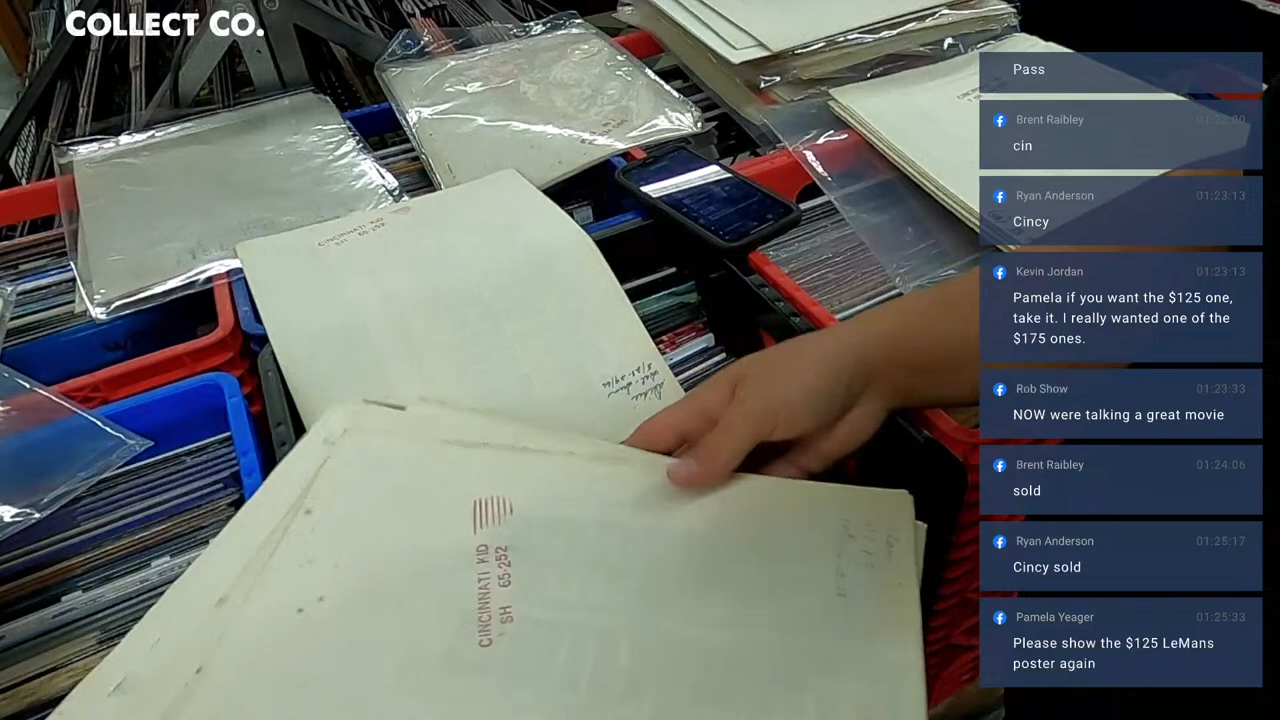 COLLECT CO.
CINCINNATI KID
SH 65-252
CINCINNATI KID
SH 65-252
Pass
Brent Raibley
cin
Ryan Anderson 01:23:13
Cincy
Kevin Jordan 01:23:13
Pamela if you want the $125 one,
take it. I really wanted one of the
$175 ones.
Rob Show 01:23:33
NOW were talking a great movie
Brent Raibley 01:24:06
sold
Ryan Anderson 01:25:17
Cincy sold
Pamela Yeager 01:25:33
Please show the $125 LeMans
poster again